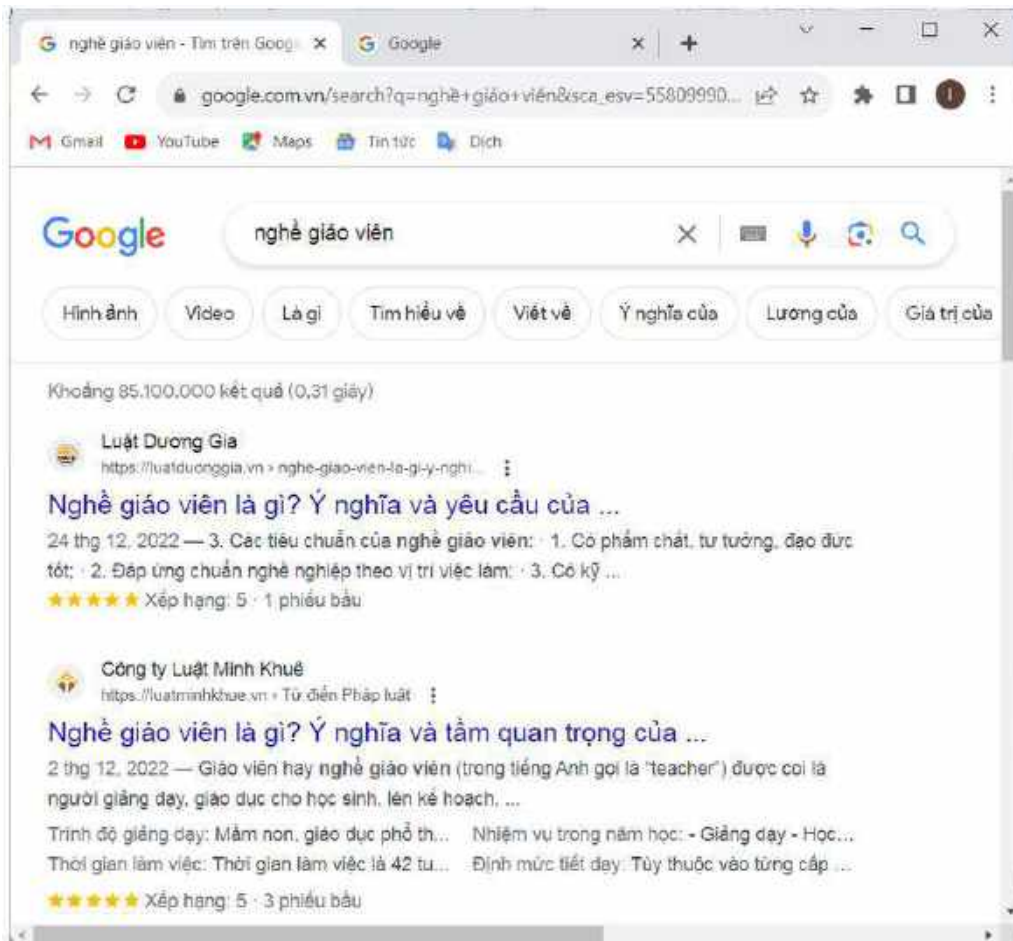 nghề giáo viên - Tìm trên Goog
Google
google.com.vn/search?q=nghề+giáo+viên&sca_esv=55809990...
Gmail YouTube Maps Tin tức Dịch
Google nghề giáo viên
Hình ảnh Video Là gì Tìm hiểu về Viết về Ý nghĩa của Lương của Giá trị của
Khoảng 85.100.000 kết quả (0,31 giây)
Luật Dương Gia
https://luatduonggia.vn › nghe-giao-vien-la-gi-y-nghi...
Nghề giáo viên là gì? Ý nghĩa và yêu cầu của ...
24 thg 12, 2022 — 3. Các tiêu chuẩn của nghề giáo viên: · 1. Có phẩm chất, tư tưởng, đạo đức
tốt; · 2. Đáp ứng chuẩn nghề nghiệp theo vị trí việc làm; · 3. Có kỹ ...
Xếp hạng: 5 · 1 phiếu bầu
Công ty Luật Minh Khuê
https://luatminhkhue.vn › Từ điển Pháp luật
Nghề giáo viên là gì? Ý nghĩa và tầm quan trọng của ...
2 thg 12, 2022 — Giáo viên hay nghề giáo viên (trong tiếng Anh gọi là "teacher") được coi là
người giảng dạy, giáo dục cho học sinh, lên kế hoạch, ...
Trình độ giảng dạy: Mầm non, giáo dục phổ th... Nhiệm vụ trong năm học: - Giảng dạy - Học...
Thời gian làm việc: Thời gian làm việc là 42 tu... Định mức tiết dạy: Tùy thuộc vào từng cấp ...
Xếp hạng: 5 · 3 phiếu bầu